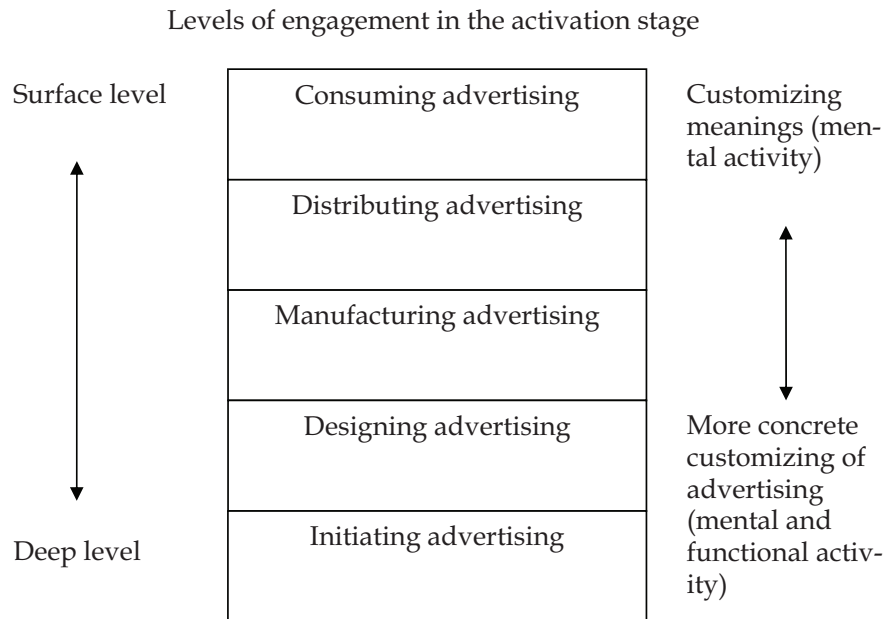 Levels of engagement in the activation stage
Surface level
Consuming advertising
Customizing
meanings (men-
tal activity)
Distributing advertising
Manufacturing advertising
Designing advertising
More concrete
customizing of
advertising
(mental and
functional activ-
ity)
Deep level
Initiating advertising